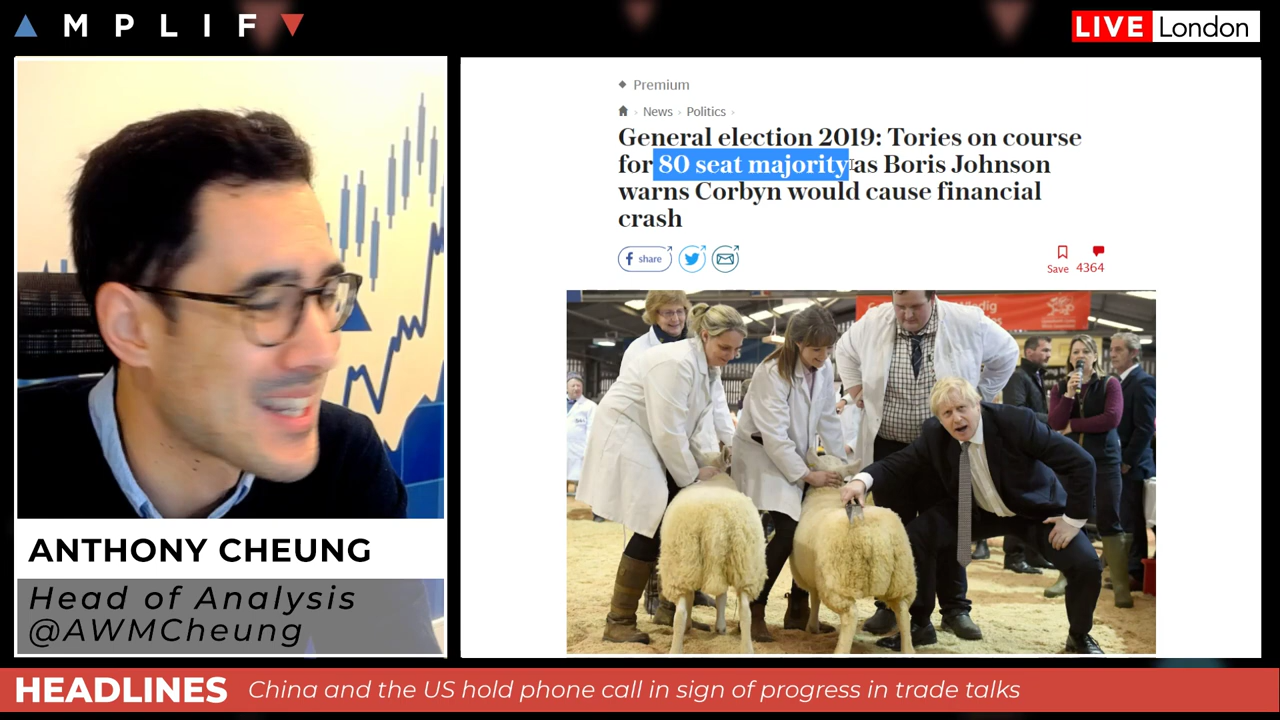 AMPLIFY
LIVE London
Premium
News › Politics ›
General election 2019: Tories on course
for 80 seat majority as Boris Johnson
warns Corbyn would cause financial
crash
share
Save 4364
ANTHONY CHEUNG
Head of Analysis
@AWMCheung
HEADLINES China and the US hold phone call in sign of progress in trade talks